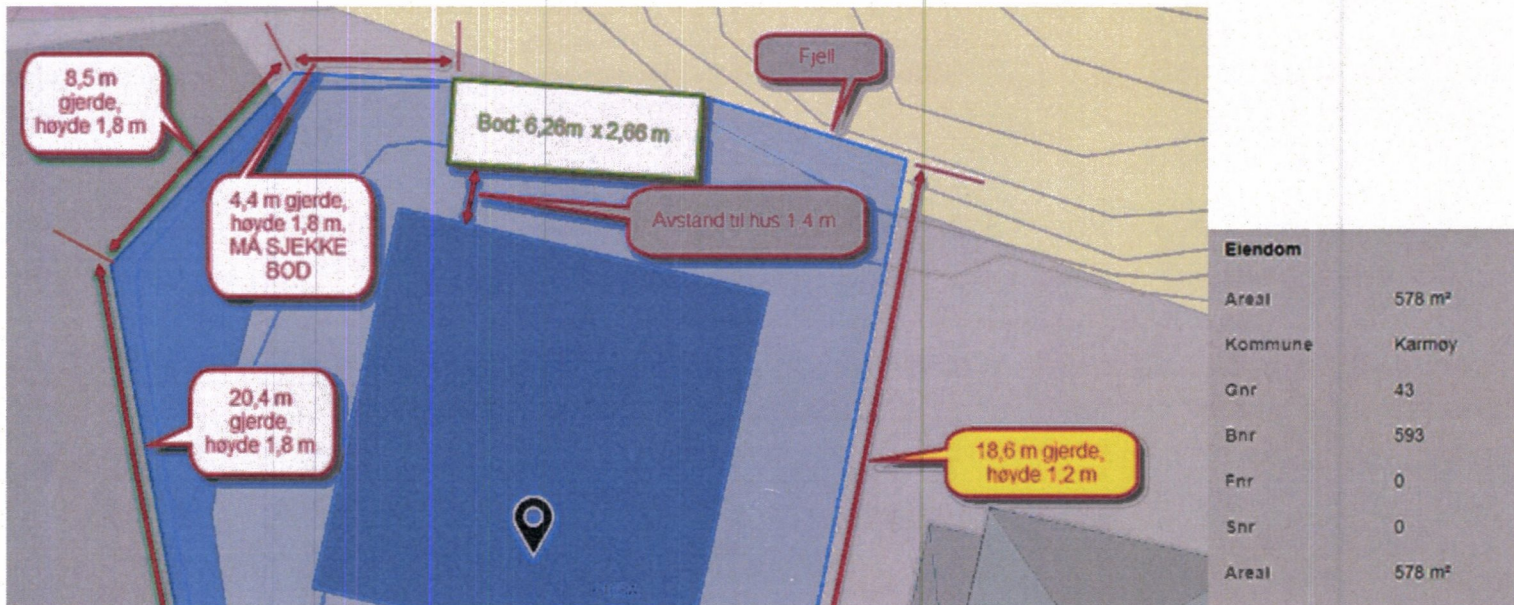 8,5 m
gjerde,
høyde 1,8 m
Fjell
Bod: 6,26m x 2,66 m
4,4 m gjerde,
høyde 1,8 m.
MÅ SJEKKE
BOD
Avstand til hus 1 4 m
20,4 m
gjerde,
høyde 1,8 m
18,6 m gjerde,
høyde 1,2 m
Eiendom
Areal 578 m²
Kommune Karmøy
Gnr 43
Bnr 593
Fnr 0
Snr 0
Areal 578 m²